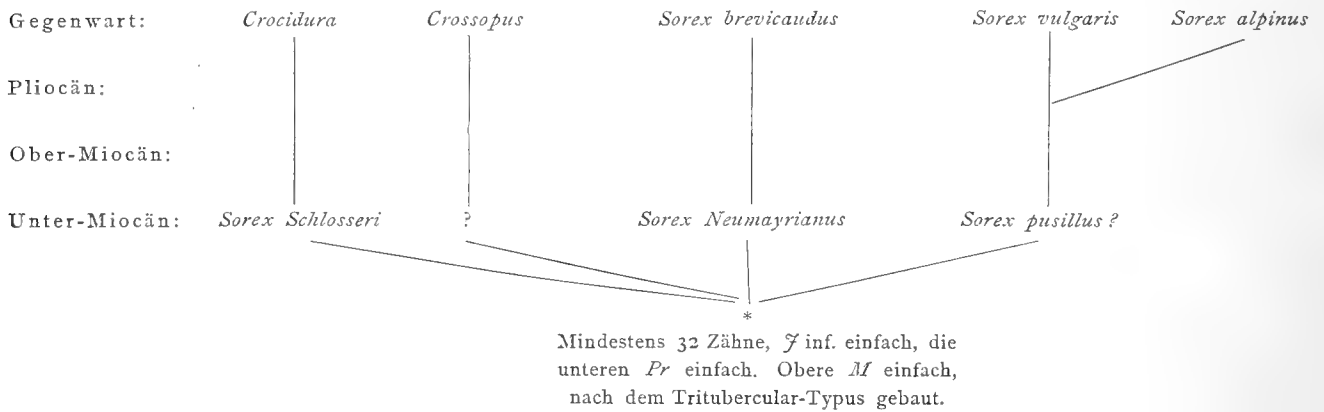 Gegenwart: Crocidura Crossopus Sorex brevicaudus Sorex vulgaris Sorex alpinus
Pliocän:
Ober-Miocän:
Unter-Miocän: Sorex Schlosseri ? Sorex Neumayrianus Sorex pusillus?
*
Mindestens 32 Zähne, J inf. einfach, die
unteren Pr einfach. Obere M einfach,
nach dem Tritubercular-Typus gebaut.